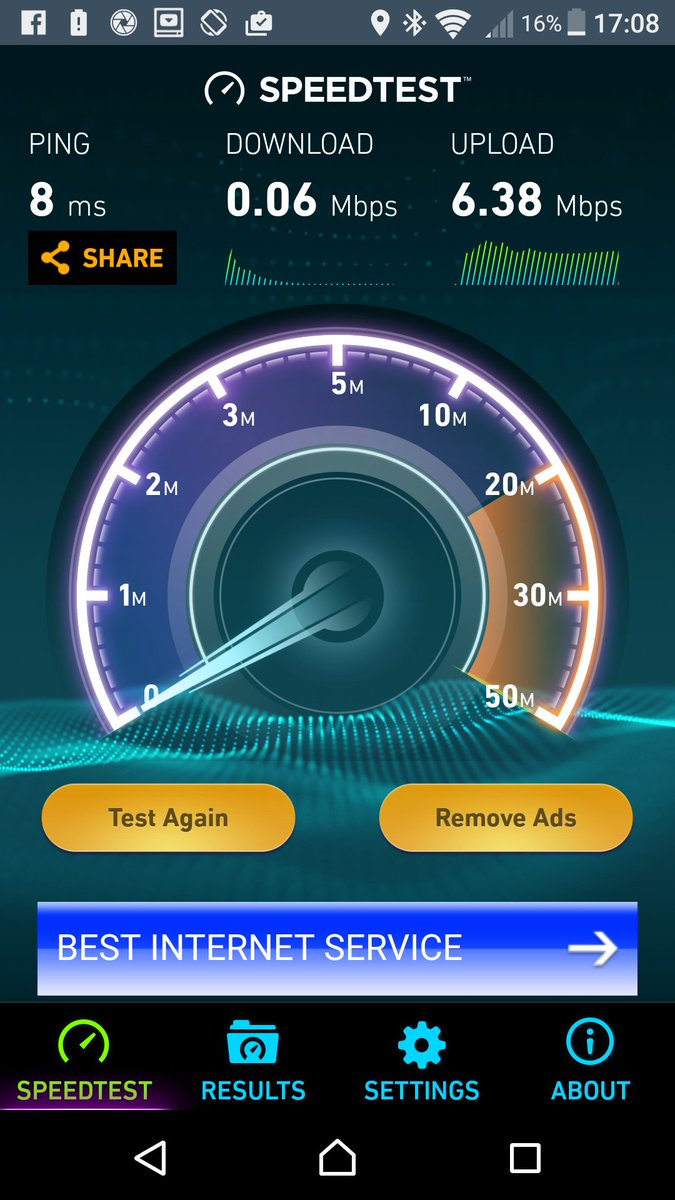 16% 17:08
SPEEDTEST™
PING DOWNLOAD UPLOAD
8 ms 0.06 Mbps 6.38 Mbps
SHARE
5M
3M 10M
2M 20M
1M 30M
0 50M
Test Again Remove Ads
BEST INTERNET SERVICE
SPEEDTEST RESULTS SETTINGS ABOUT